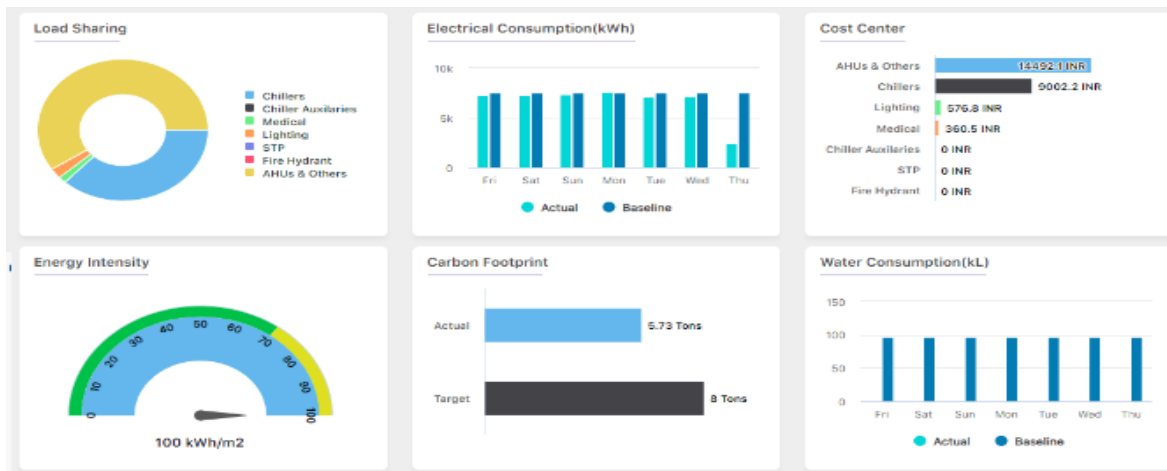 Load Sharing
Chillers
Chiller Auxilaries
Medical
Lighting
STP
Fire Hydrant
AHUs & Others
Electrical Consumption(kWh)
10k
5k
0
Fri Sat Sun Mon Tue Wed Thu
Actual Baseline
Cost Center
AHUs & Others 14492.1 INR
Chillers 9002.2 INR
Lighting 576.8 INR
Medical 360.5 INR
Chiller Auxilaries 0 INR
STP 0 INR
Fire Hydrant 0 INR
Energy Intensity
0 10 20 30 40 50 60 70 80 90 100
100 kWh/m2
Carbon Footprint
Actual 5.73 Tons
Target 8 Tons
Water Consumption(kL)
150
100
50
0
Fri Sat Sun Mon Tue Wed Thu
Actual Baseline